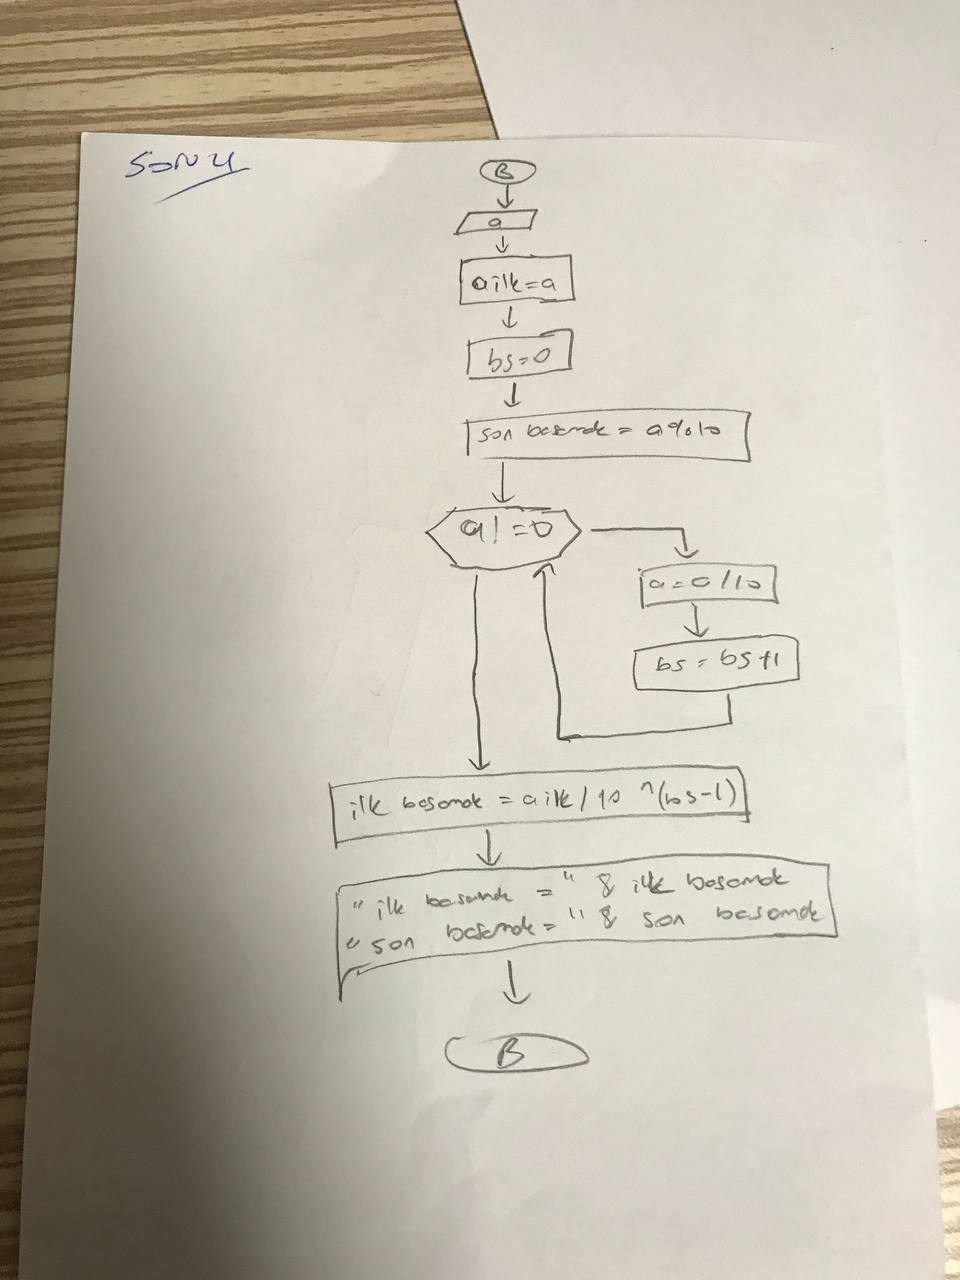 SORU 4
B
a
ailk=a
bs=0
son basamak = a%10
a!=0
a=a/10
bs=bs+1
ilk basamak = ailk/10^(bs-1)
"ilk basamak =" & ilk basamak
"son basamak=" & son basamak
B